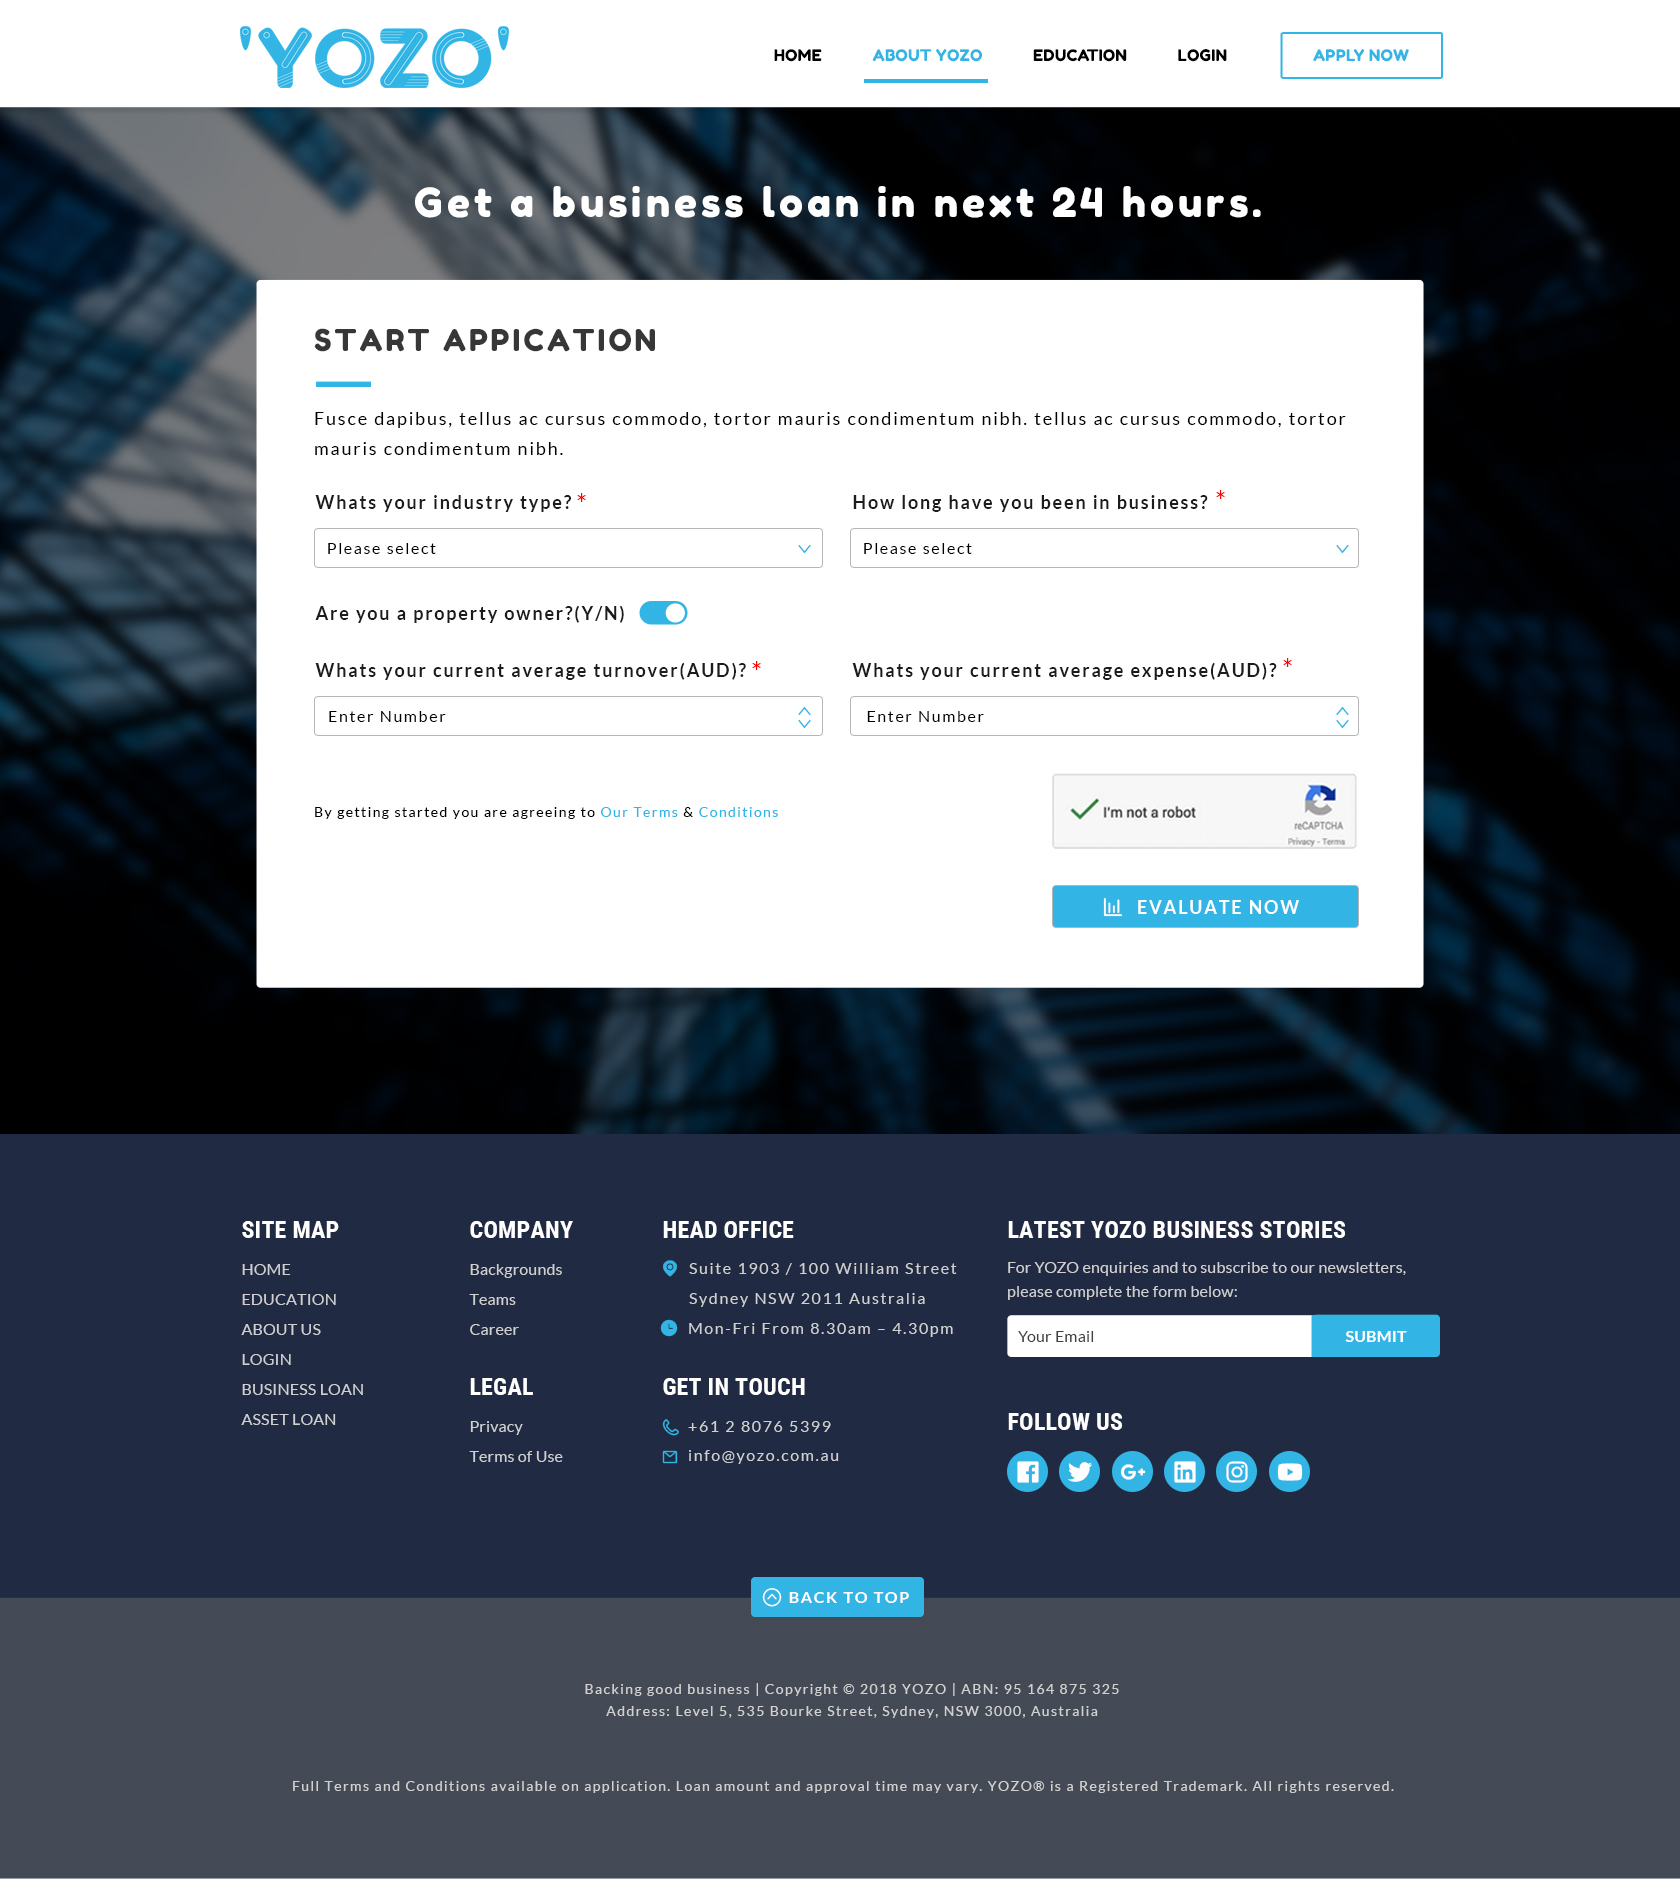 'YOZO'
HOME ABOUT YOZO EDUCATION LOGIN APPLY NOW
Get a business loan in next 24 hours.
START APPICATION
Fusce dapibus, tellus ac cursus commodo, tortor mauris condimentum nibh. tellus ac cursus commodo, tortor
mauris condimentum nibh.
Whats your industry type? *
Please select
How long have you been in business? *
Please select
Are you a property owner?(Y/N)
Whats your current average turnover(AUD)? *
Enter Number
Whats your current average expense(AUD)? *
Enter Number
By getting started you are agreeing to Our Terms & Conditions
I'm not a robot
reCAPTCHA
Privacy - Terms
EVALUATE NOW
SITE MAP
HOME
EDUCATION
ABOUT US
LOGIN
BUSINESS LOAN
ASSET LOAN
COMPANY
Backgrounds
Teams
Career
LEGAL
Privacy
Terms of Use
HEAD OFFICE
Suite 1903 / 100 William Street
Sydney NSW 2011 Australia
Mon-Fri From 8.30am – 4.30pm
GET IN TOUCH
+61 2 8076 5399
info@yozo.com.au
LATEST YOZO BUSINESS STORIES
For YOZO enquiries and to subscribe to our newsletters,
please complete the form below:
Your Email SUBMIT
FOLLOW US
BACK TO TOP
Backing good business | Copyright © 2018 YOZO | ABN: 95 164 875 325
Address: Level 5, 535 Bourke Street, Sydney, NSW 3000, Australia
Full Terms and Conditions available on application. Loan amount and approval time may vary. YOZO® is a Registered Trademark. All rights reserved.